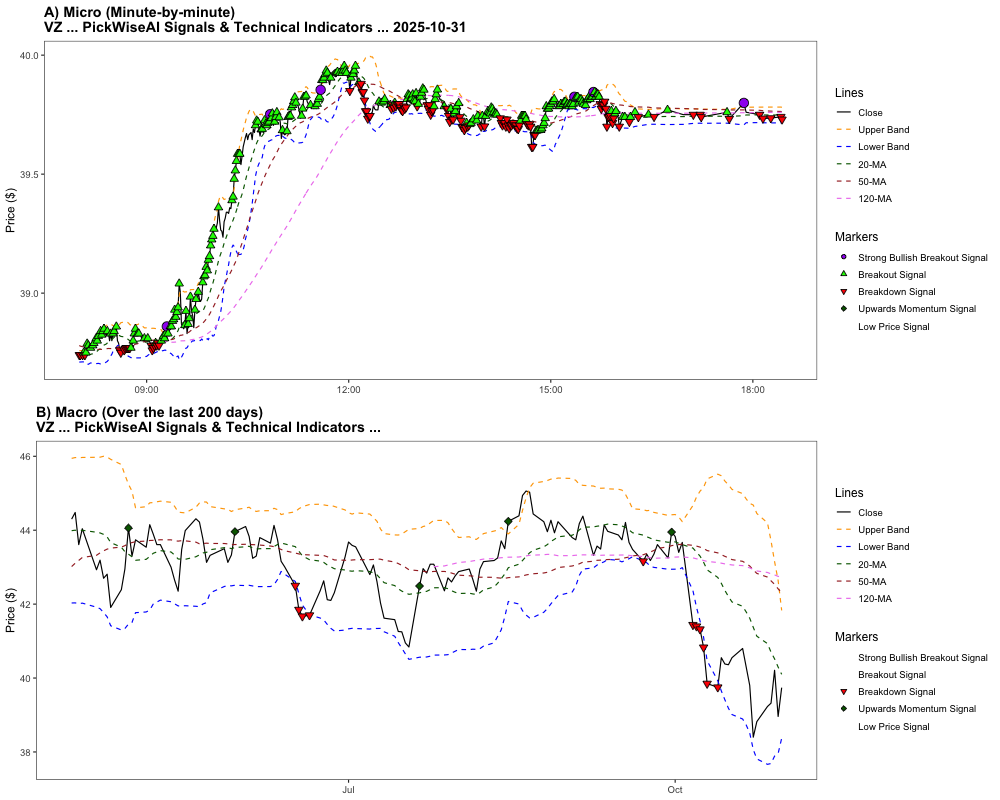 A) Micro (Minute-by-minute)
VZ ... PickWiseAI Signals & Technical Indicators ... 2025-10-31
Price ($)
40.0
39.5
39.0
09:00
12:00
15:00
18:00
Lines
Close
Upper Band
Lower Band
20-MA
50-MA
120-MA
Markers
Strong Bullish Breakout Signal
Breakout Signal
Breakdown Signal
Upwards Momentum Signal
Low Price Signal
B) Macro (Over the last 200 days)
VZ ... PickWiseAI Signals & Technical Indicators ...
Price ($)
46
44
42
40
38
Jul
Oct
Lines
Close
Upper Band
Lower Band
20-MA
50-MA
120-MA
Markers
Strong Bullish Breakout Signal
Breakout Signal
Breakdown Signal
Upwards Momentum Signal
Low Price Signal